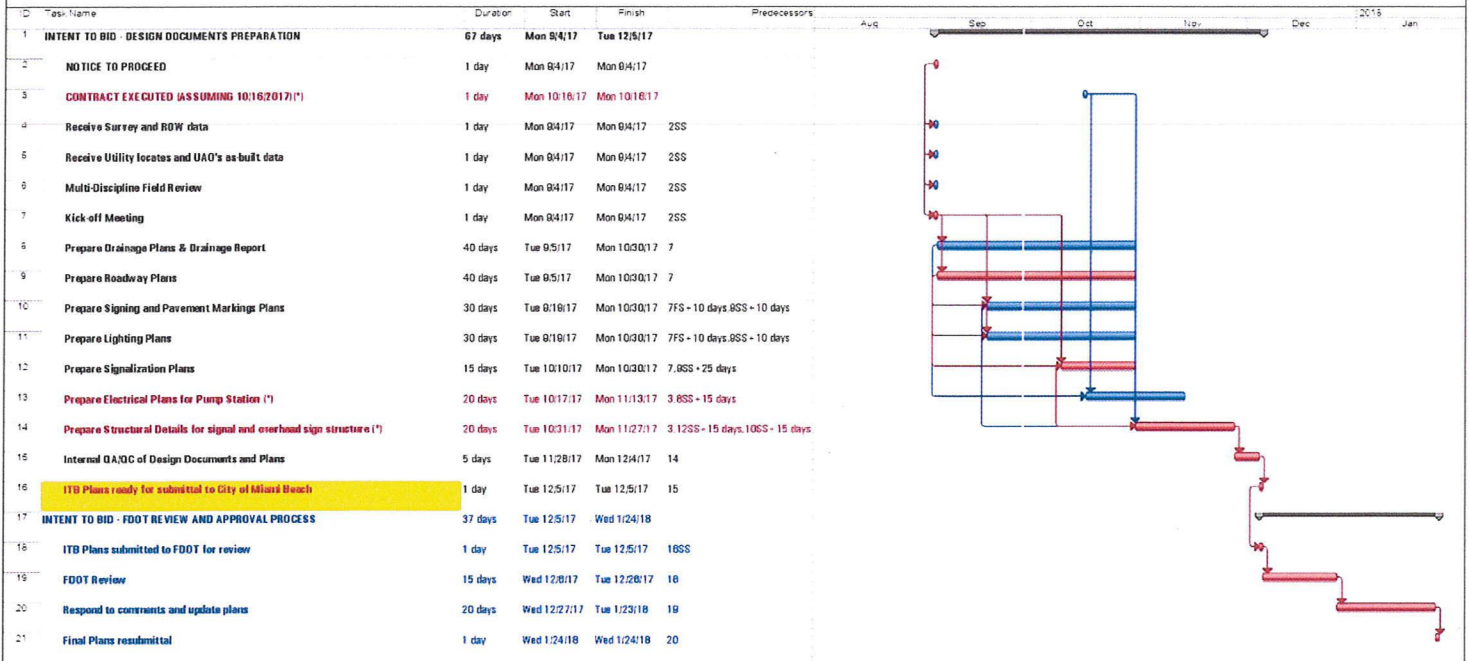 ID Task Name Duration Start Finish Predecessors 2018
Aug Sep Oct Nov Dec Jan
1 INTENT TO BID - DESIGN DOCUMENTS PREPARATION 67 days Mon 9/4/17 Tue 12/5/17
2 NOTICE TO PROCEED 1 day Mon 9/4/17 Mon 9/4/17
3 CONTRACT EXECUTED (ASSUMING 10/16/2017) (*) 1 day Mon 10/16/17 Mon 10/16/17
4 Receive Survey and ROW data 1 day Mon 9/4/17 Mon 9/4/17 2SS
5 Receive Utility locates and UAO's as-built data 1 day Mon 9/4/17 Mon 9/4/17 2SS
6 Multi-Discipline Field Review 1 day Mon 9/4/17 Mon 9/4/17 2SS
7 Kick-off Meeting 1 day Mon 9/4/17 Mon 9/4/17 2SS
8 Prepare Drainage Plans & Drainage Report 40 days Tue 9/5/17 Mon 10/30/17 7
9 Prepare Roadway Plans 40 days Tue 9/5/17 Mon 10/30/17 7
10 Prepare Signing and Pavement Markings Plans 30 days Tue 9/19/17 Mon 10/30/17 7FS+10 days,9SS+10 days
11 Prepare Lighting Plans 30 days Tue 9/19/17 Mon 10/30/17 7FS+10 days,9SS+10 days
12 Prepare Signalization Plans 15 days Tue 10/10/17 Mon 10/30/17 7,9SS+25 days
13 Prepare Electrical Plans for Pump Station (*) 20 days Tue 10/17/17 Mon 11/13/17 3,8SS+15 days
14 Prepare Structural Details for signal and overhead sign structure (*) 20 days Tue 10/31/17 Mon 11/27/17 3,12SS+15 days,10SS+15 days
15 Internal QA/QC of Design Documents and Plans 5 days Tue 11/28/17 Mon 12/4/17 14
16 ITB Plans ready for submittal to City of Miami Beach 1 day Tue 12/5/17 Tue 12/5/17 15
17 INTENT TO BID - FDOT REVIEW AND APPROVAL PROCESS 37 days Tue 12/5/17 Wed 1/24/18
18 ITB Plans submitted to FDOT for review 1 day Tue 12/5/17 Tue 12/5/17 16SS
19 FDOT Review 15 days Wed 12/6/17 Tue 12/26/17 18
20 Respond to comments and update plans 20 days Wed 12/27/17 Tue 1/23/18 19
21 Final Plans resubmittal 1 day Wed 1/24/18 Wed 1/24/18 20